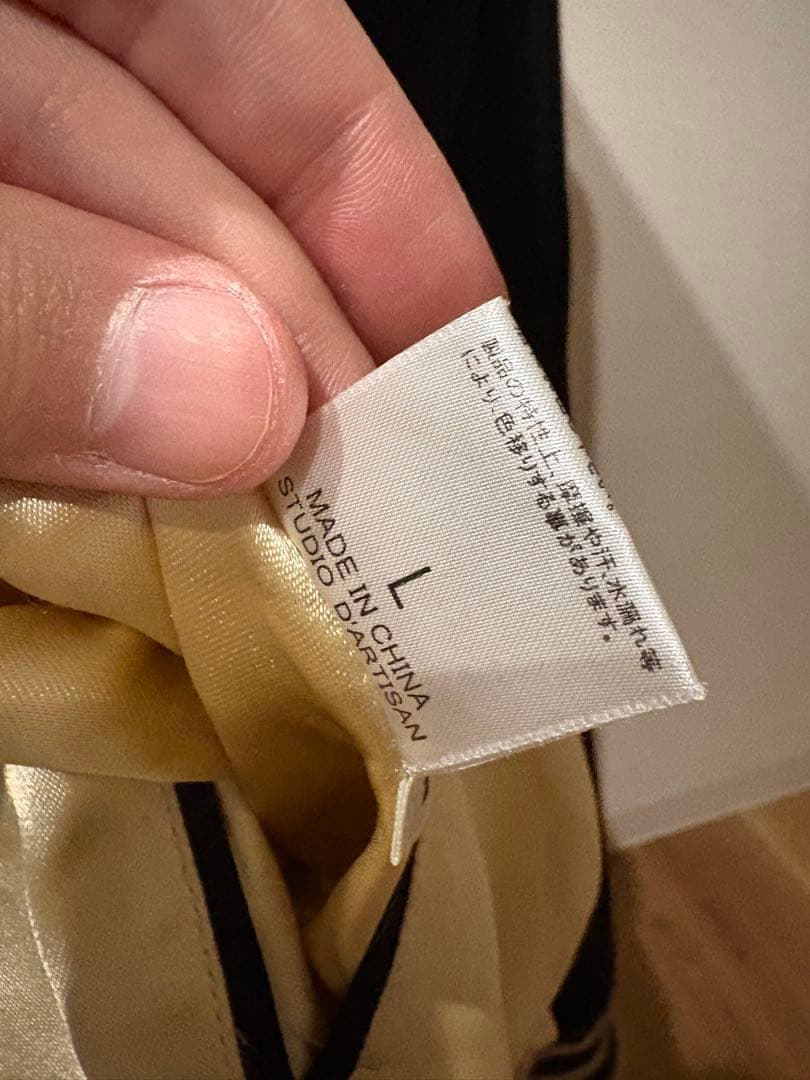 製品の特性上、摩擦や汗、水濡れ等
により、色移りする事があります。
L
MADE IN CHINA
STUDIO D'ARTISAN